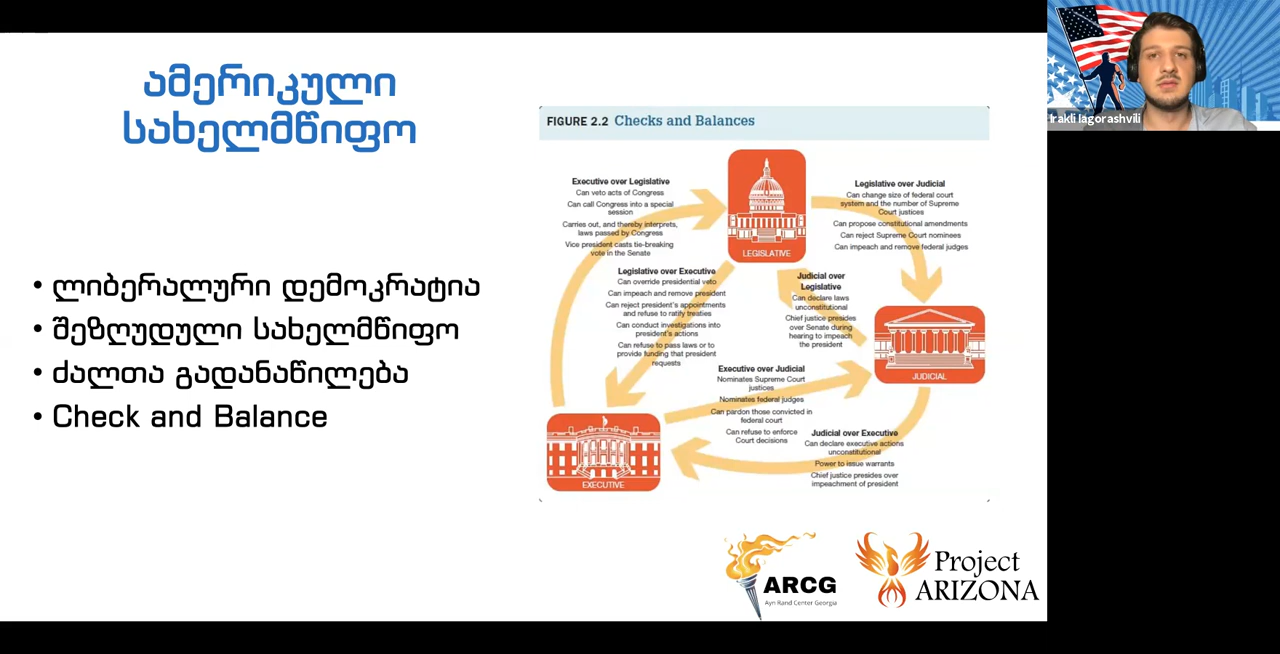 ამერიკული
სახელმწიფო
• ლიბერალური დემოკრატია
• შეზღუდული სახელმწიფო
• ძალთა გადანაწილება
• Check and Balance
FIGURE 2.2 Checks and Balances
Executive over Legislative
Can veto acts of Congress
Can call Congress into a special
session
Carries out, and thereby interprets,
laws passed by Congress
Vice president casts tie-breaking
vote in the Senate
LEGISLATIVE
Legislative over Judicial
Can change size of federal court
system and the number of Supreme
Court justices
Can propose constitutional amendments
Can reject Supreme Court nominees
Can impeach and remove federal judges
Legislative over Executive
Can override presidential veto
Can impeach and remove president
Can reject president's appointments
and refuse to ratify treaties
Can conduct investigations into
president's actions
Can refuse to pass laws or to
provide funding that president
requests
Judicial over
Legislative
Can declare laws
unconstitutional
Chief justice presides
over Senate during
hearing to impeach
the president
JUDICIAL
Executive over Judicial
Nominates Supreme Court
justices
Nominates federal judges
Can pardon those convicted in
federal court
Can refuse to enforce
Court decisions
Judicial over Executive
Can declare executive actions
unconstitutional
Power to issue warrants
Chief justice presides over
impeachment of president
EXECUTIVE
ARCG
Ayn Rand Center Georgia
Project
ARIZONA
Irakli Iagorashvili